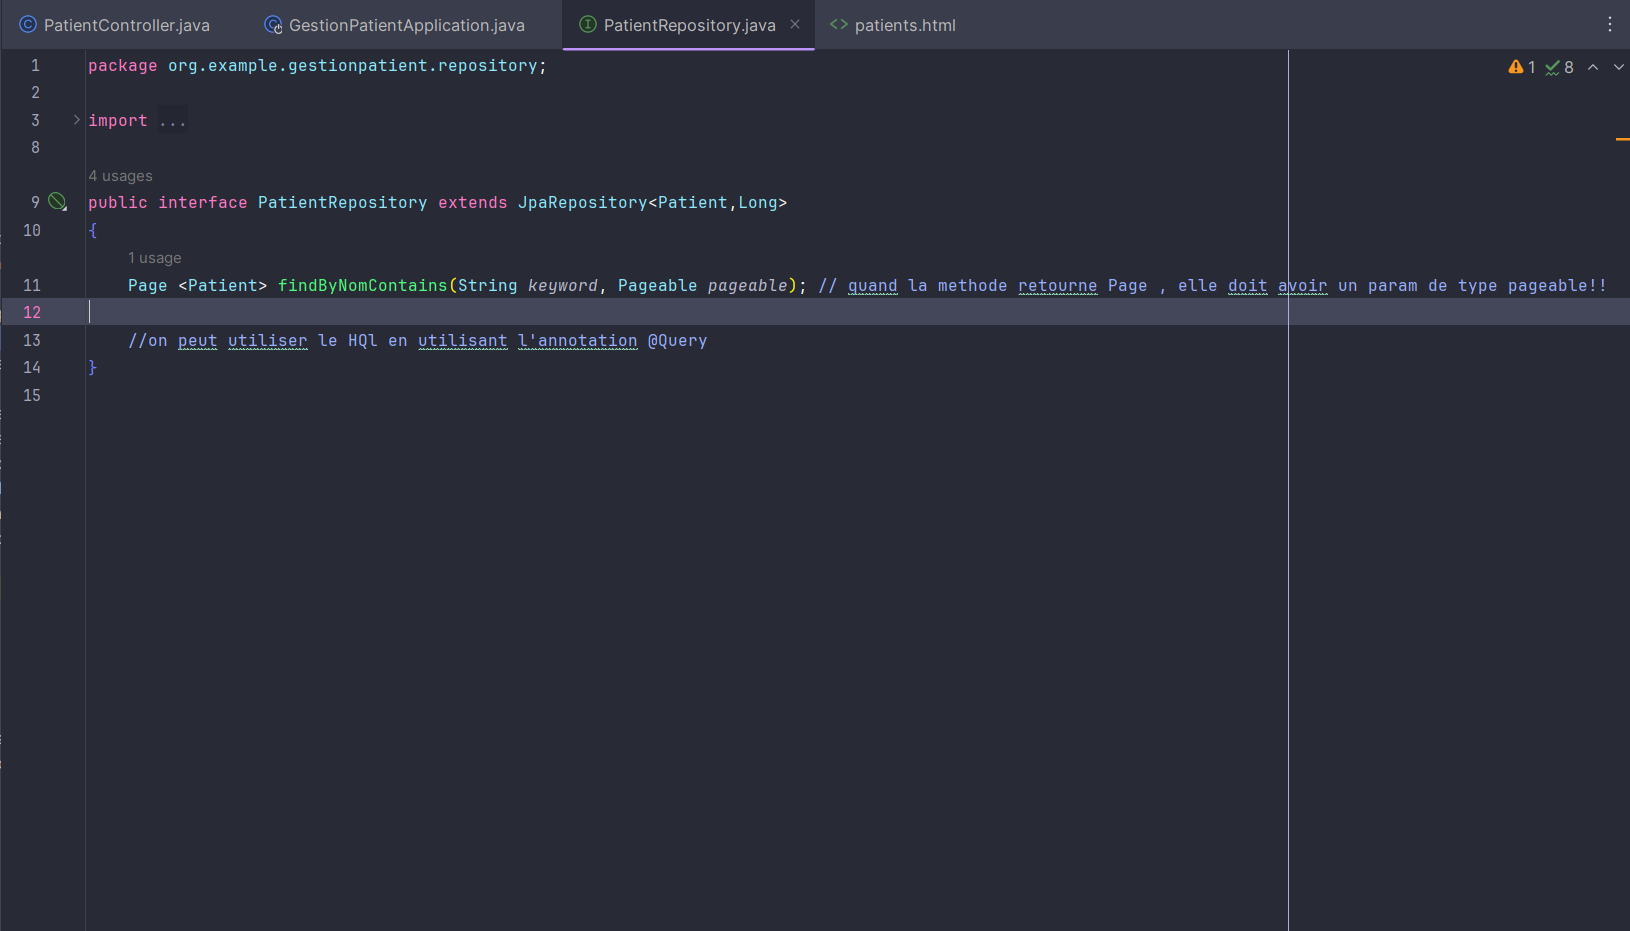 PatientController.java GestionPatientApplication.java PatientRepository.java patients.html
1 package org.example.gestionpatient.repository; 1 8
2
3 import ...
8
4 usages
9 public interface PatientRepository extends JpaRepository<Patient,Long>
10 {
1 usage
11 Page <Patient> findByNomContains(String keyword, Pageable pageable); // quand la methode retourne Page , elle doit avoir un param de type pageable!!
12
13 //on peut utiliser le HQl en utilisant l'annotation @Query
14 }
15